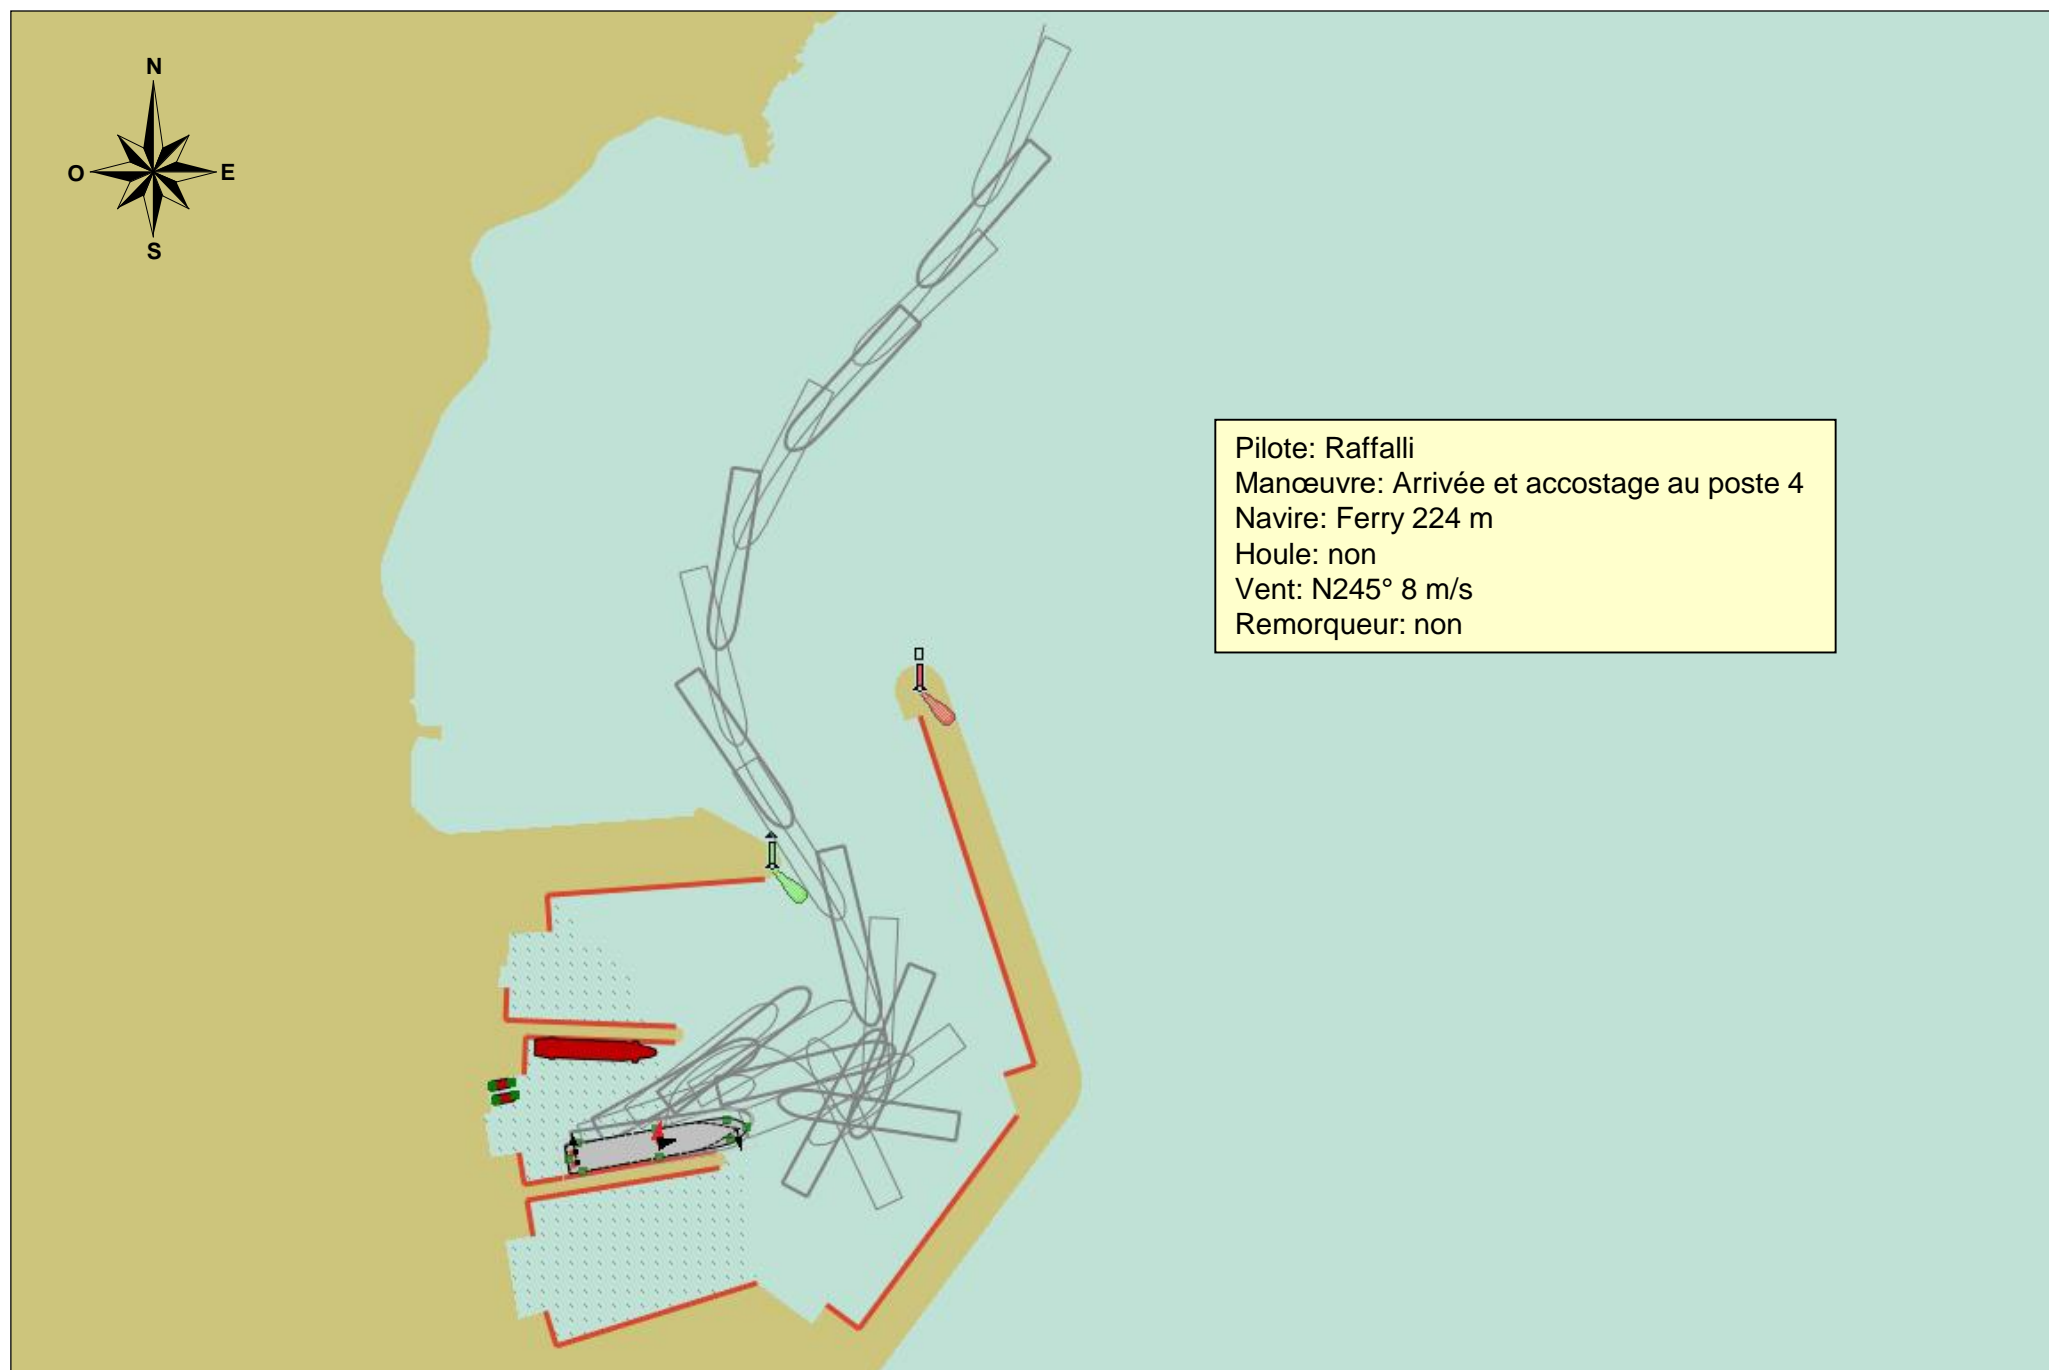 N
O
E
S
Pilote: Raffalli
Manœuvre: Arrivée et accostage au poste 4
Navire: Ferry 224 m
Houle: non
Vent: N245° 8 m/s
Remorqueur: non